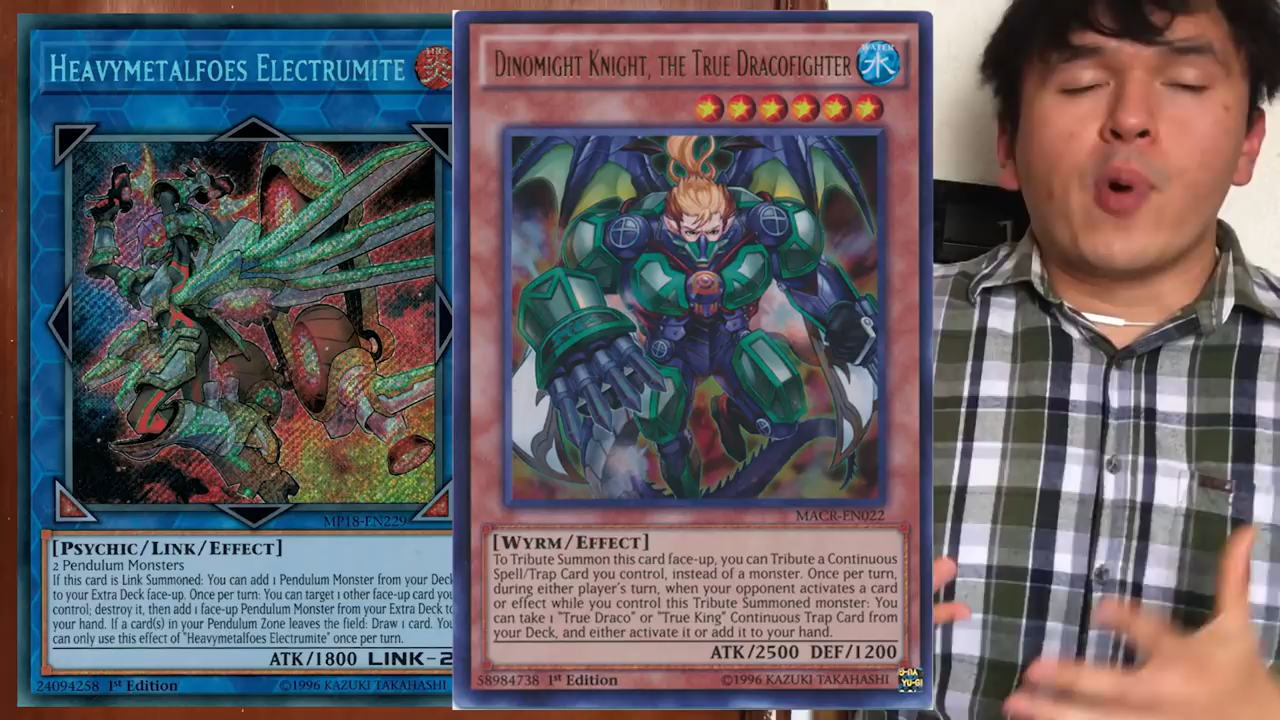 HEAVYMETALFOES ELECTRUMITE
炎
MP18-EN229
[PSYCHIC/LINK/EFFECT]
2 Pendulum Monsters
If this card is Link Summoned: You can add 1 Pendulum Monster from your Deck
to your Extra Deck face-up. Once per turn: You can target 1 other face-up card you
control; destroy it, then add 1 face-up Pendulum Monster from your Extra Deck to
your hand. If a card(s) in your Pendulum Zone leaves the field: Draw 1 card. You
can only use this effect of "Heavymetalfoes Electrumite" once per turn.
ATK/1800 LINK-2
24094258 1st Edition ©1996 KAZUKI TAKAHASHI
DINOMIGHT KNIGHT, THE TRUE DRACOFIGHTER
WATER
水
MACR-EN022
[WYRM/EFFECT]
To Tribute Summon this card face-up, you can Tribute a Continuous
Spell/Trap Card you control, instead of a monster. Once per turn,
during either player's turn, when your opponent activates a card
or effect while you control this Tribute Summoned monster: You
can take 1 "True Draco" or "True King" Continuous Trap Card from
your Deck, and either activate it or add it to your hand.
ATK/2500 DEF/1200
58984738 1st Edition ©1996 KAZUKI TAKAHASHI